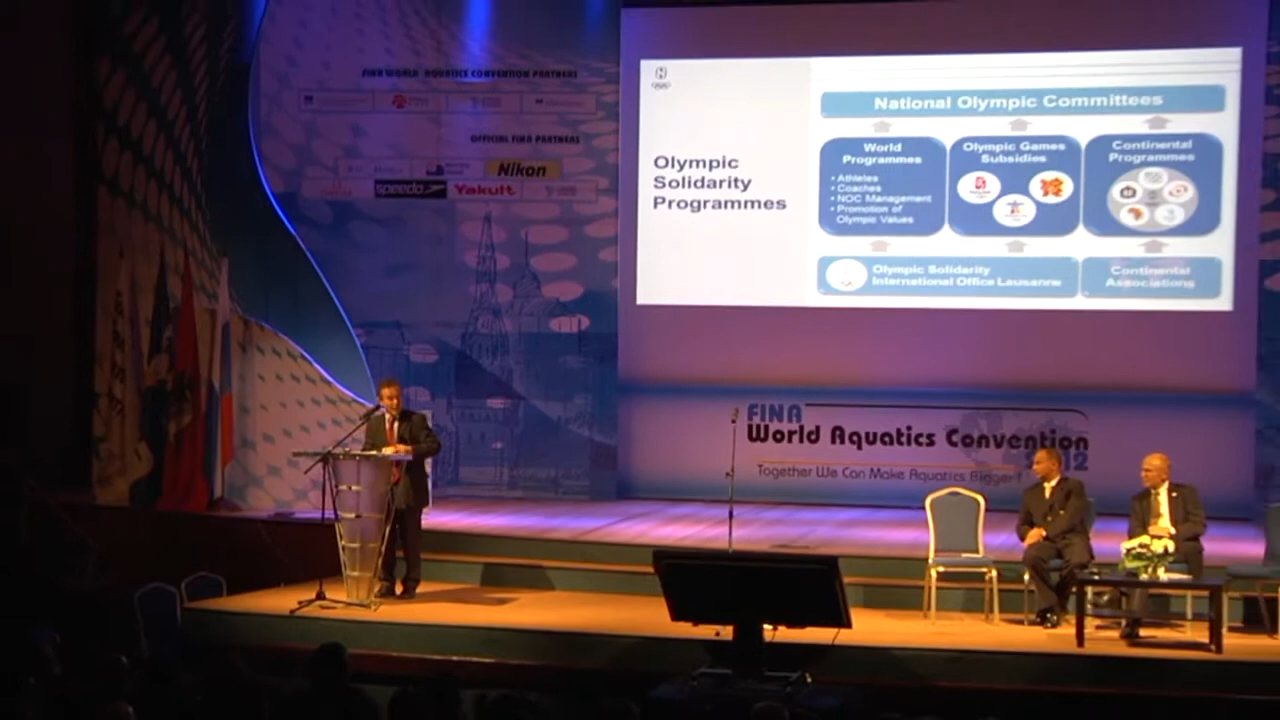 FINA WORLD AQUATICS CONVENTION PARTNERS
OFFICIAL FINA PARTNERS
Nikon
speedo
Yakult
Olympic
Solidarity
Programmes
National Olympic Committees
World
Programmes
• Athletes
• Coaches
• NOC Management
• Promotion of
Olympic Values
Olympic Games
Subsidies
Continental
Programmes
Olympic Solidarity
International Office Lausanne
Continental
Associations
FINA
World Aquatics Convention
12
Together We Can Make Aquatics Bigger